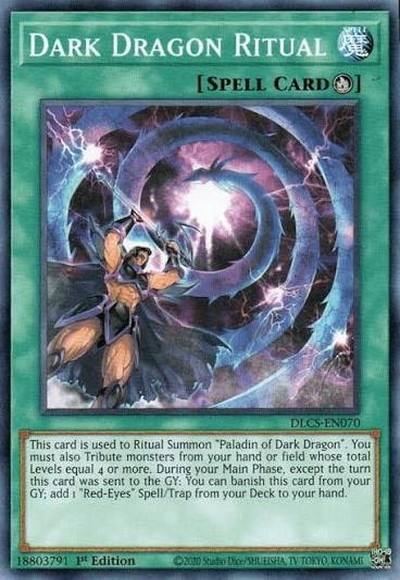 DARK DRAGON RITUAL
SPELL
魔
[SPELL CARD]
DLCS-EN070
This card is used to Ritual Summon "Paladin of Dark Dragon". You
must also Tribute monsters from your hand or field whose total
Levels equal 4 or more. During your Main Phase, except the turn
this card was sent to the GY: You can banish this card from your
GY; add 1 "Red-Eyes" Spell/Trap from your Deck to your hand.
18803791 1st Edition ©2020 Studio Dice/SHUEISHA, TV TOKYO, KONAMI